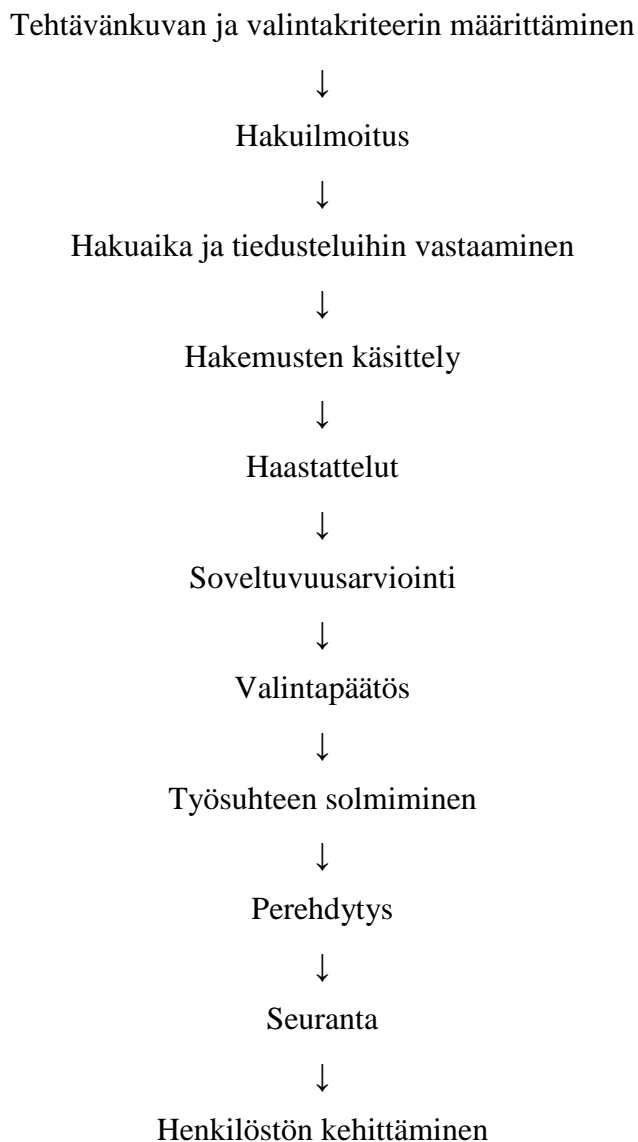 Tehtävänkuvan ja valintakriteerin määrittäminen
↓
Hakuilmoitus
↓
Hakuaika ja tiedusteluihin vastaaminen
↓
Hakemusten käsittely
↓
Haastattelut
↓
Soveltuvuusarviointi
↓
Valintapäätös
↓
Työsuhteen solmiminen
↓
Perehdytys
↓
Seuranta
↓
Henkilöstön kehittäminen